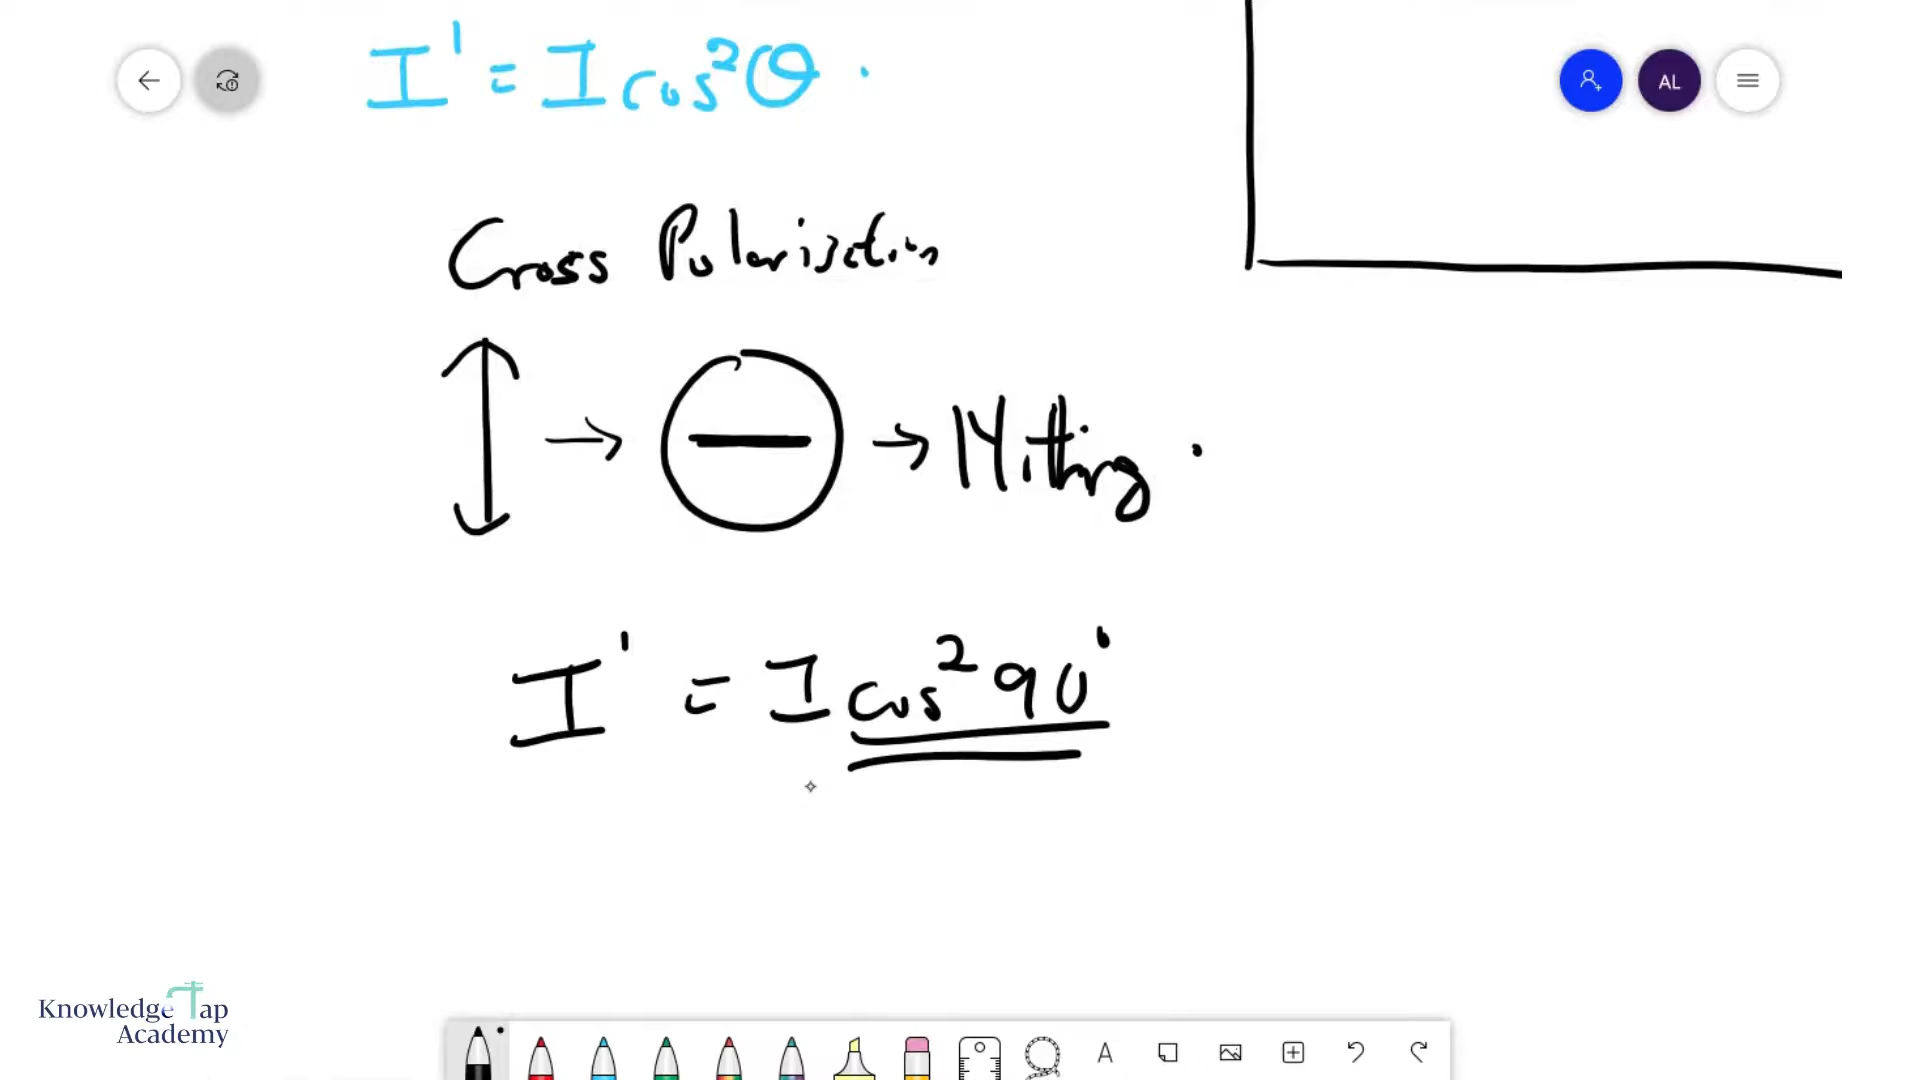 I' = I cos²θ.
AL
Cross Polarisation
→ → Nothing.
I' = I cos² 90°
Knowledge Tap
Academy
A